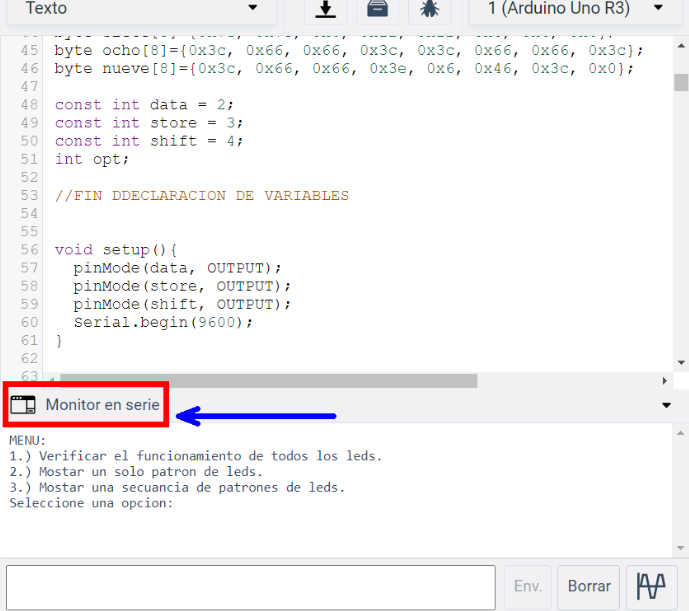 Texto 1 (Arduino Uno R3)
45 byte ocho[8]={0x3c, 0x66, 0x66, 0x3c, 0x3c, 0x66, 0x66, 0x3c};
46 byte nueve[8]={0x3c, 0x66, 0x66, 0x3e, 0x6, 0x46, 0x3c, 0x0};
47
48 const int data = 2;
49 const int store = 3;
50 const int shift = 4;
51 int opt;
52
53 //FIN DDECLARACION DE VARIABLES
54
55
56 void setup(){
57 pinMode(data, OUTPUT);
58 pinMode(store, OUTPUT);
59 pinMode(shift, OUTPUT);
60 Serial.begin(9600);
61 }
62
63
Monitor en serie
MENU:
1.) Verificar el funcionamiento de todos los leds.
2.) Mostar un solo patron de leds.
3.) Mostar una secuancia de patrones de leds.
Seleccione una opcion:
Env. Borrar